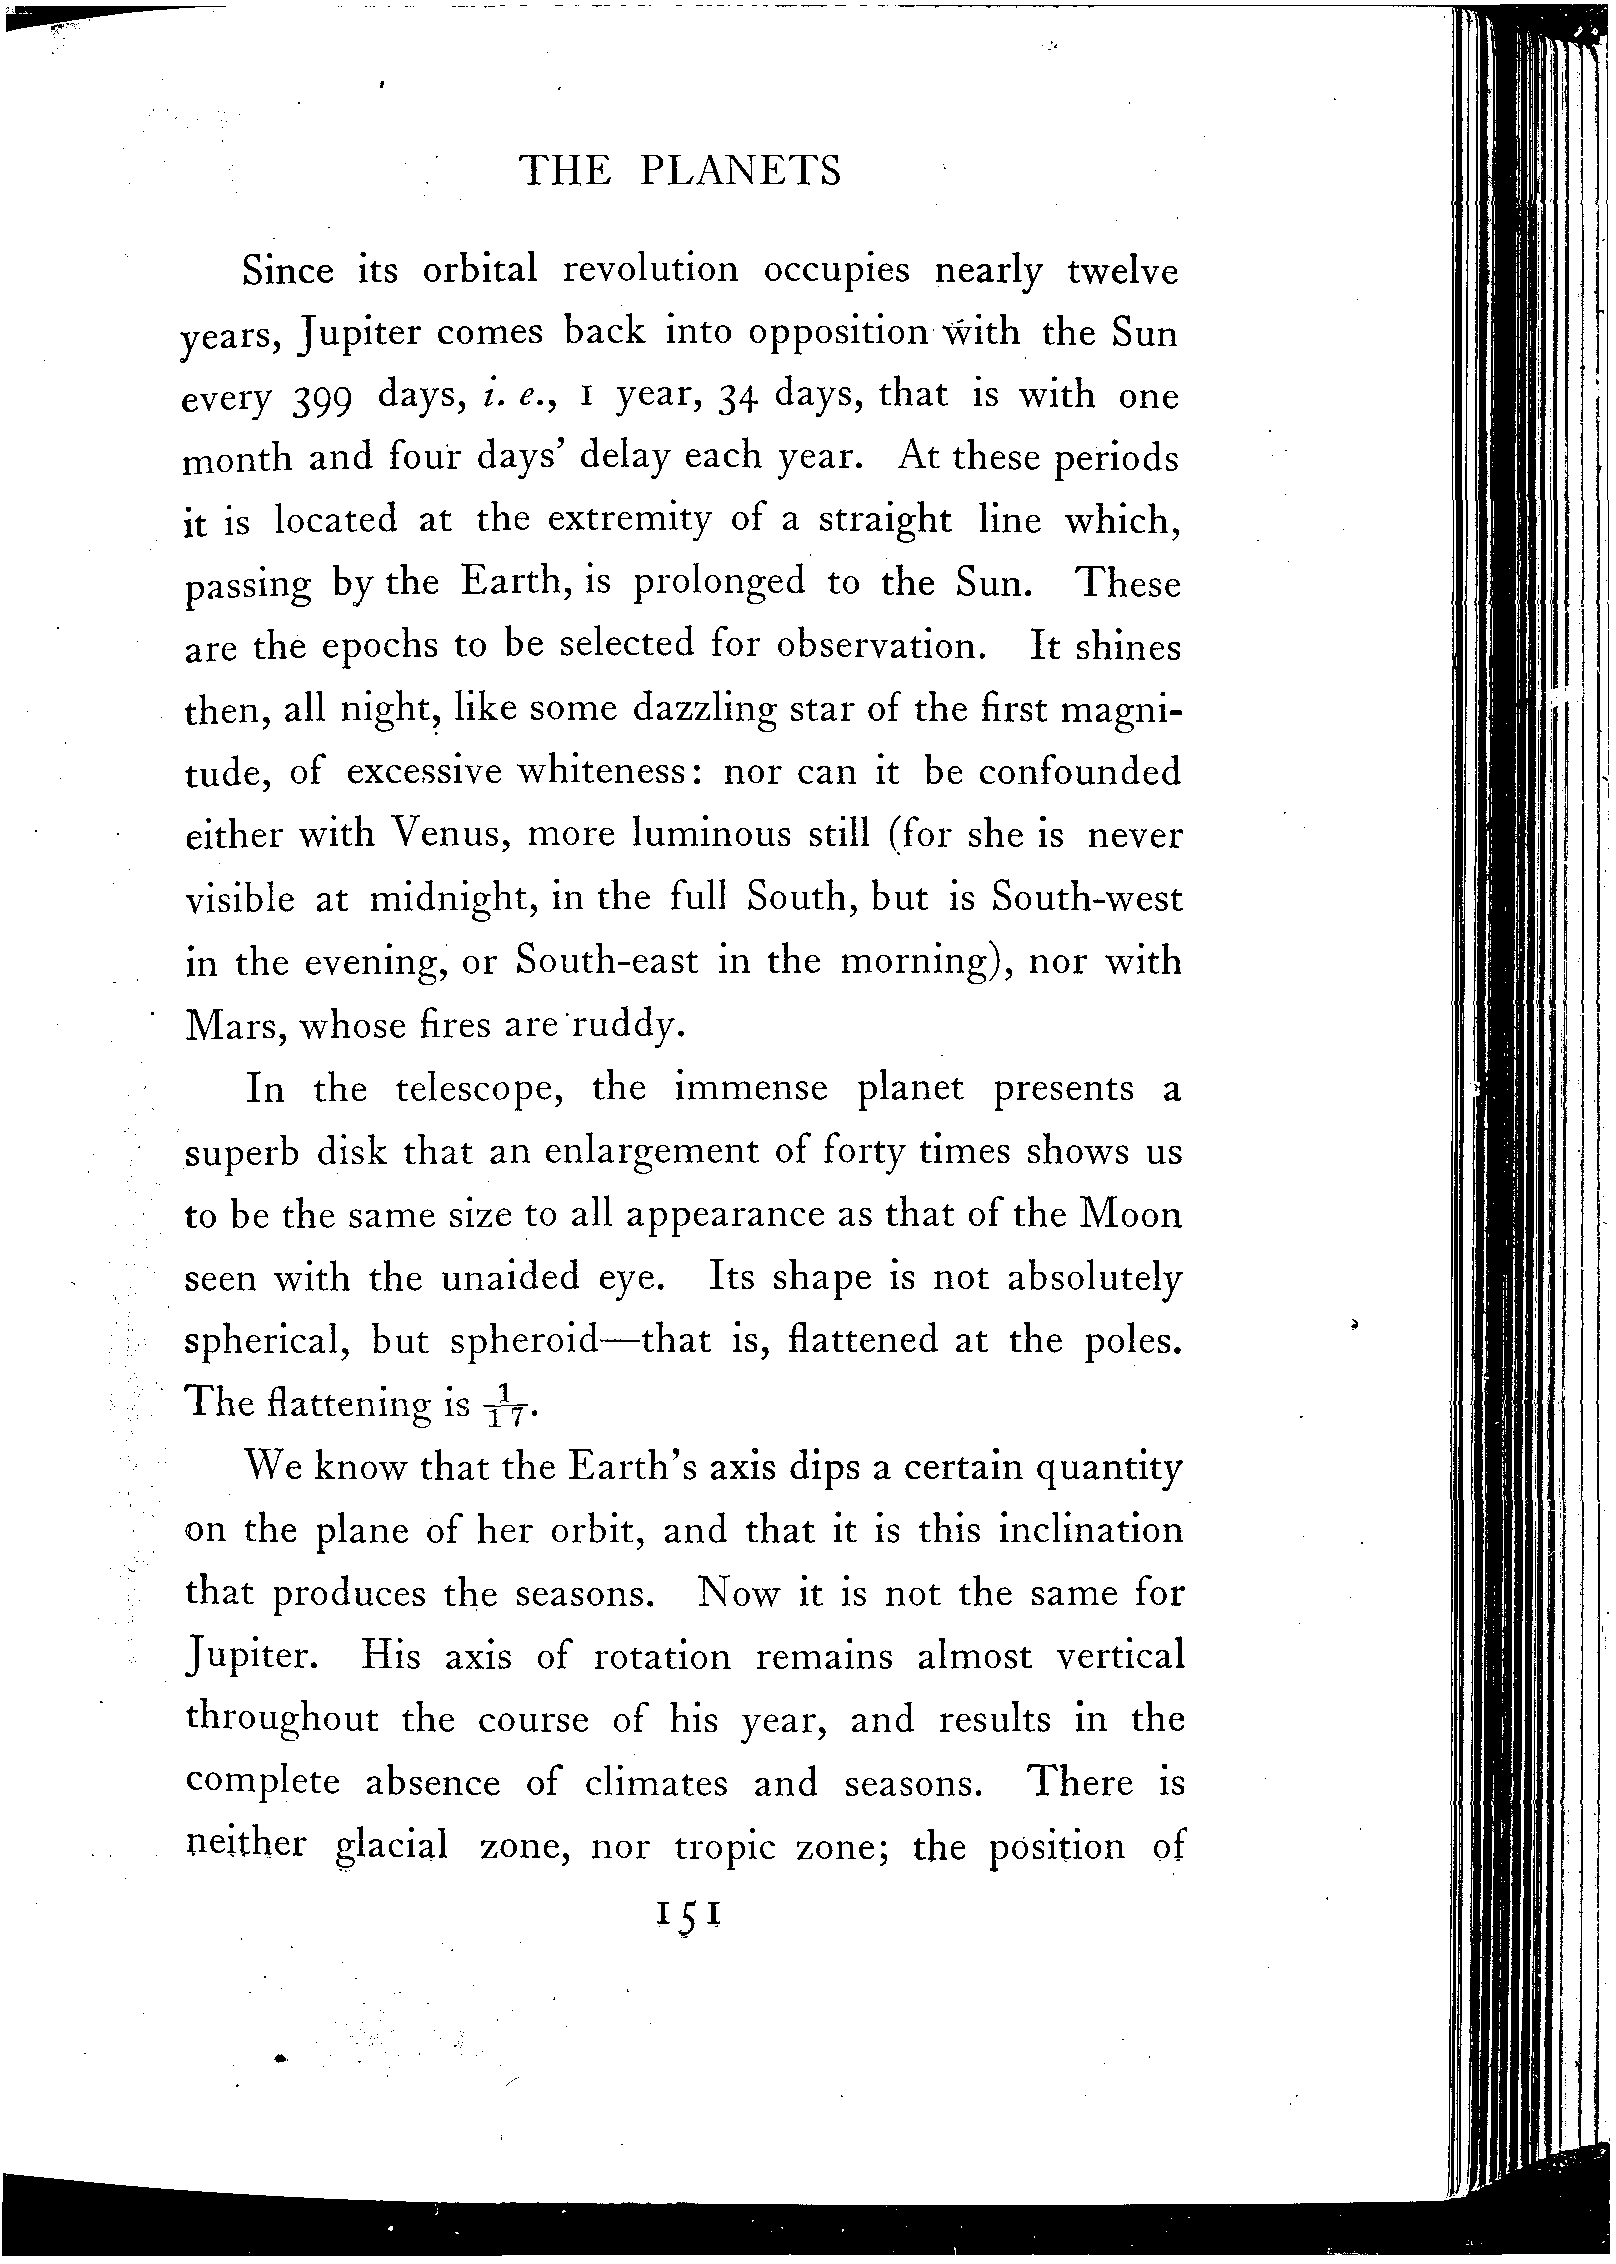 THE PLANETS
Since its orbital revolution occupies nearly twelve
years, Jupiter comes back into opposition with the Sun
every 399 days, i. e., 1 year, 34 days, that is with one
month and four days' delay each year. At these periods
it is located at the extremity of a straight line which,
passing by the Earth, is prolonged to the Sun. These
are the epochs to be selected for observation. It shines
then, all night, like some dazzling star of the first magni-
tude, of excessive whiteness: nor can it be confounded
either with Venus, more luminous still (for she is never
visible at midnight, in the full South, but is South-west
in the evening, or South-east in the morning), nor with
Mars, whose fires are ruddy.
In the telescope, the immense planet presents a
superb disk that an enlargement of forty times shows us
to be the same size to all appearance as that of the Moon
seen with the unaided eye. Its shape is not absolutely
spherical, but spheroid—that is, flattened at the poles.
The flattening is 1/17.
We know that the Earth's axis dips a certain quantity
on the plane of her orbit, and that it is this inclination
that produces the seasons. Now it is not the same for
Jupiter. His axis of rotation remains almost vertical
throughout the course of his year, and results in the
complete absence of climates and seasons. There is
neither glacial zone, nor tropic zone; the position of
151